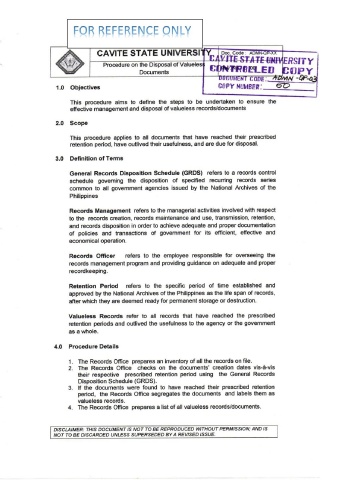 FOR REFERENCE ONLY
CAVITE STATE UNIVERSITY
Doc. Code : ADMN-QP-XX
Procedure on the Disposal of Valueless
Documents
CAVITE STATE UNIVERSITY
CONTROLLED COPY
DOCUMENT CODE: ADMN-QP-03
COPY NUMBER: 60
1.0 Objectives
This procedure aims to define the steps to be undertaken to ensure the
effective management and disposal of valueless records/documents
2.0 Scope
This procedure applies to all documents that have reached their prescribed
retention period, have outlived their usefulness, and are due for disposal.
3.0 Definition of Terms
General Records Disposition Schedule (GRDS) refers to a records control
schedule governing the disposition of specified recurring records series
common to all government agencies issued by the National Archives of the
Philippines
Records Management refers to the managerial activities involved with respect
to the records creation, records maintenance and use, transmission, retention,
and records disposition in order to achieve adequate and proper documentation
of policies and transactions of government for its efficient, effective and
economical operation.
Records Officer refers to the employee responsible for overseeing the
records management program and providing guidance on adequate and proper
recordkeeping.
Retention Period refers to the specific period of time established and
approved by the National Archives of the Philippines as the life span of records,
after which they are deemed ready for permanent storage or destruction.
Valueless Records refer to all records that have reached the prescribed
retention periods and outlived the usefulness to the agency or the government
as a whole.
4.0 Procedure Details
1. The Records Office prepares an inventory of all the records on file.
2. The Records Office checks on the documents' creation dates vis-à-vis
their respective prescribed retention period using the General Records
Disposition Schedule (GRDS).
3. If the documents were found to have reached their prescribed retention
period, the Records Office segregates the documents and labels them as
valueless records.
4. The Records Office prepares a list of all valueless records/documents.
DISCLAIMER: THIS DOCUMENT IS NOT TO BE REPRODUCED WITHOUT PERMISSION, AND IS
NOT TO BE DISCARDED UNLESS SUPERSEDED BY A REVISED ISSUE.